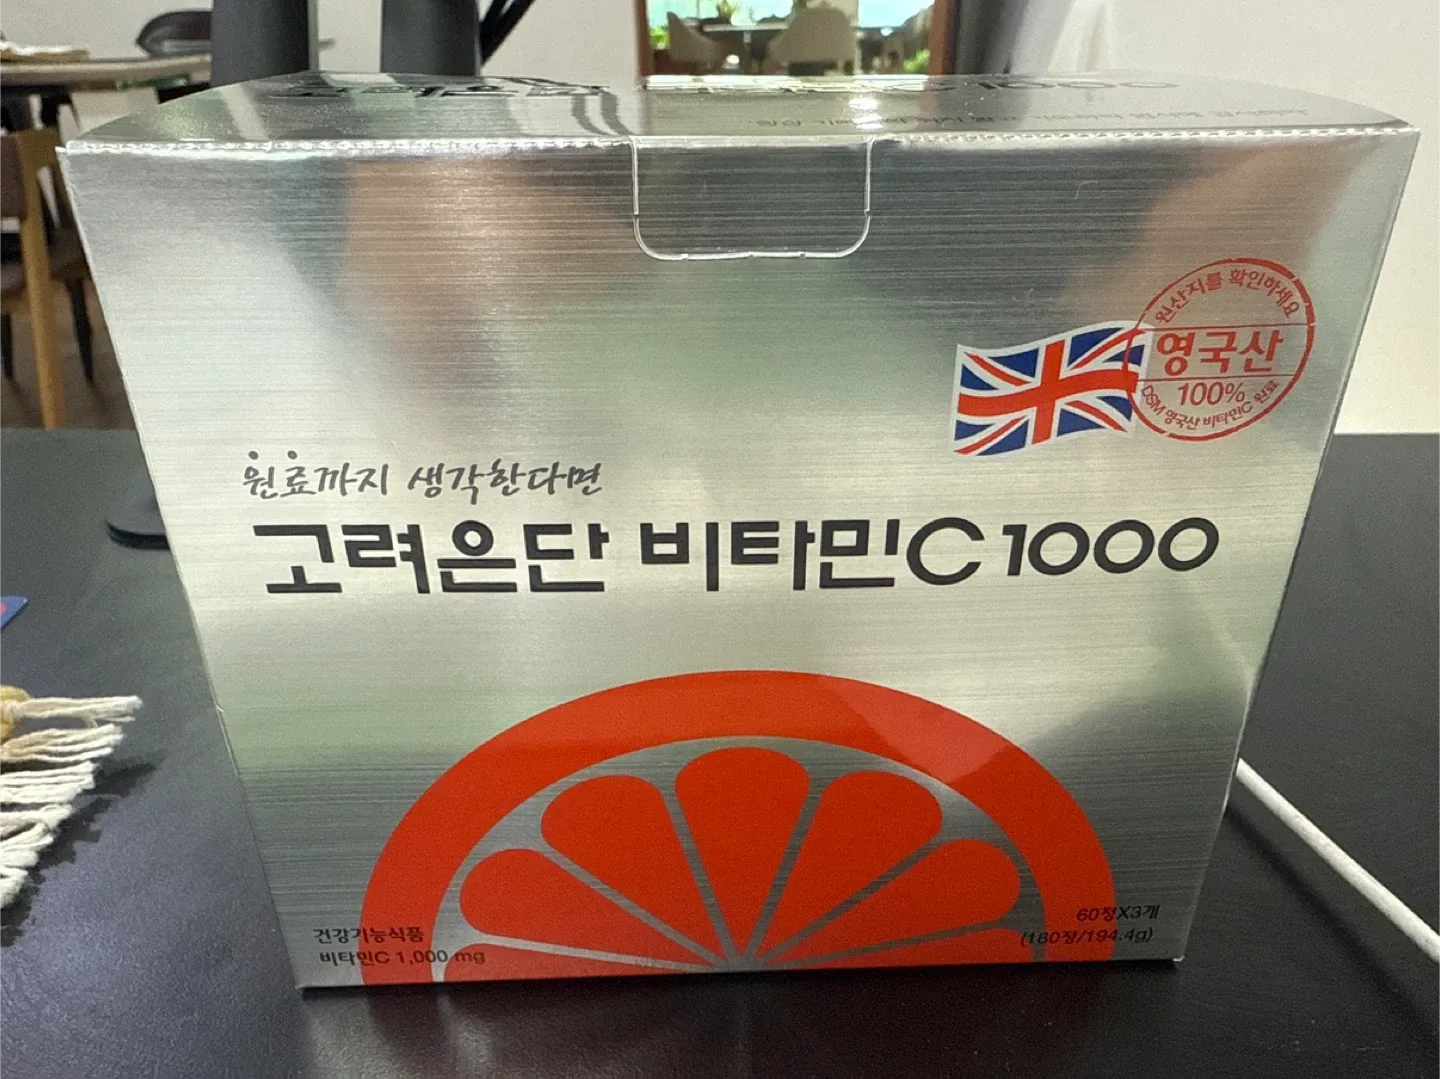 원산지를 확인하세요
영국산
100%
DSM 영국산 비타민C 원료
원료까지 생각한다면
고려은단 비타민C 1000
건강기능식품
비타민C 1,000 mg
60정X3개
(180정/194.4g)